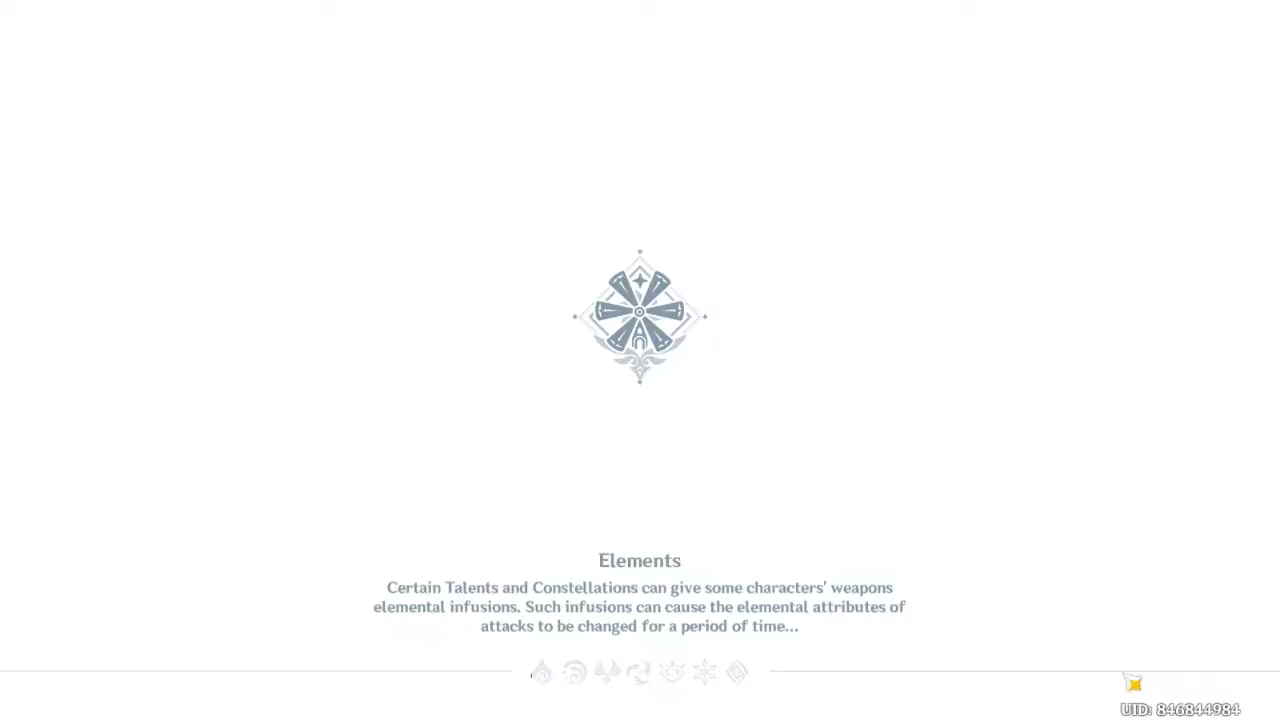 Elements
Certain Talents and Constellations can give some characters' weapons
elemental infusions. Such infusions can cause the elemental attributes of
attacks to be changed for a period of time...
UID: 846844984